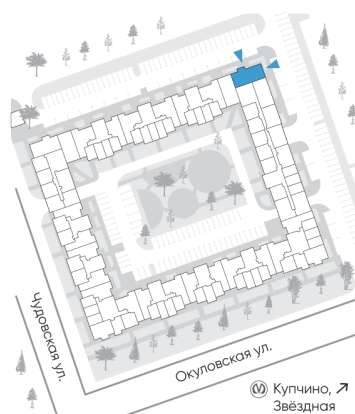 Чудовская ул.
Окуловская ул.
Купчино,
Звёздная